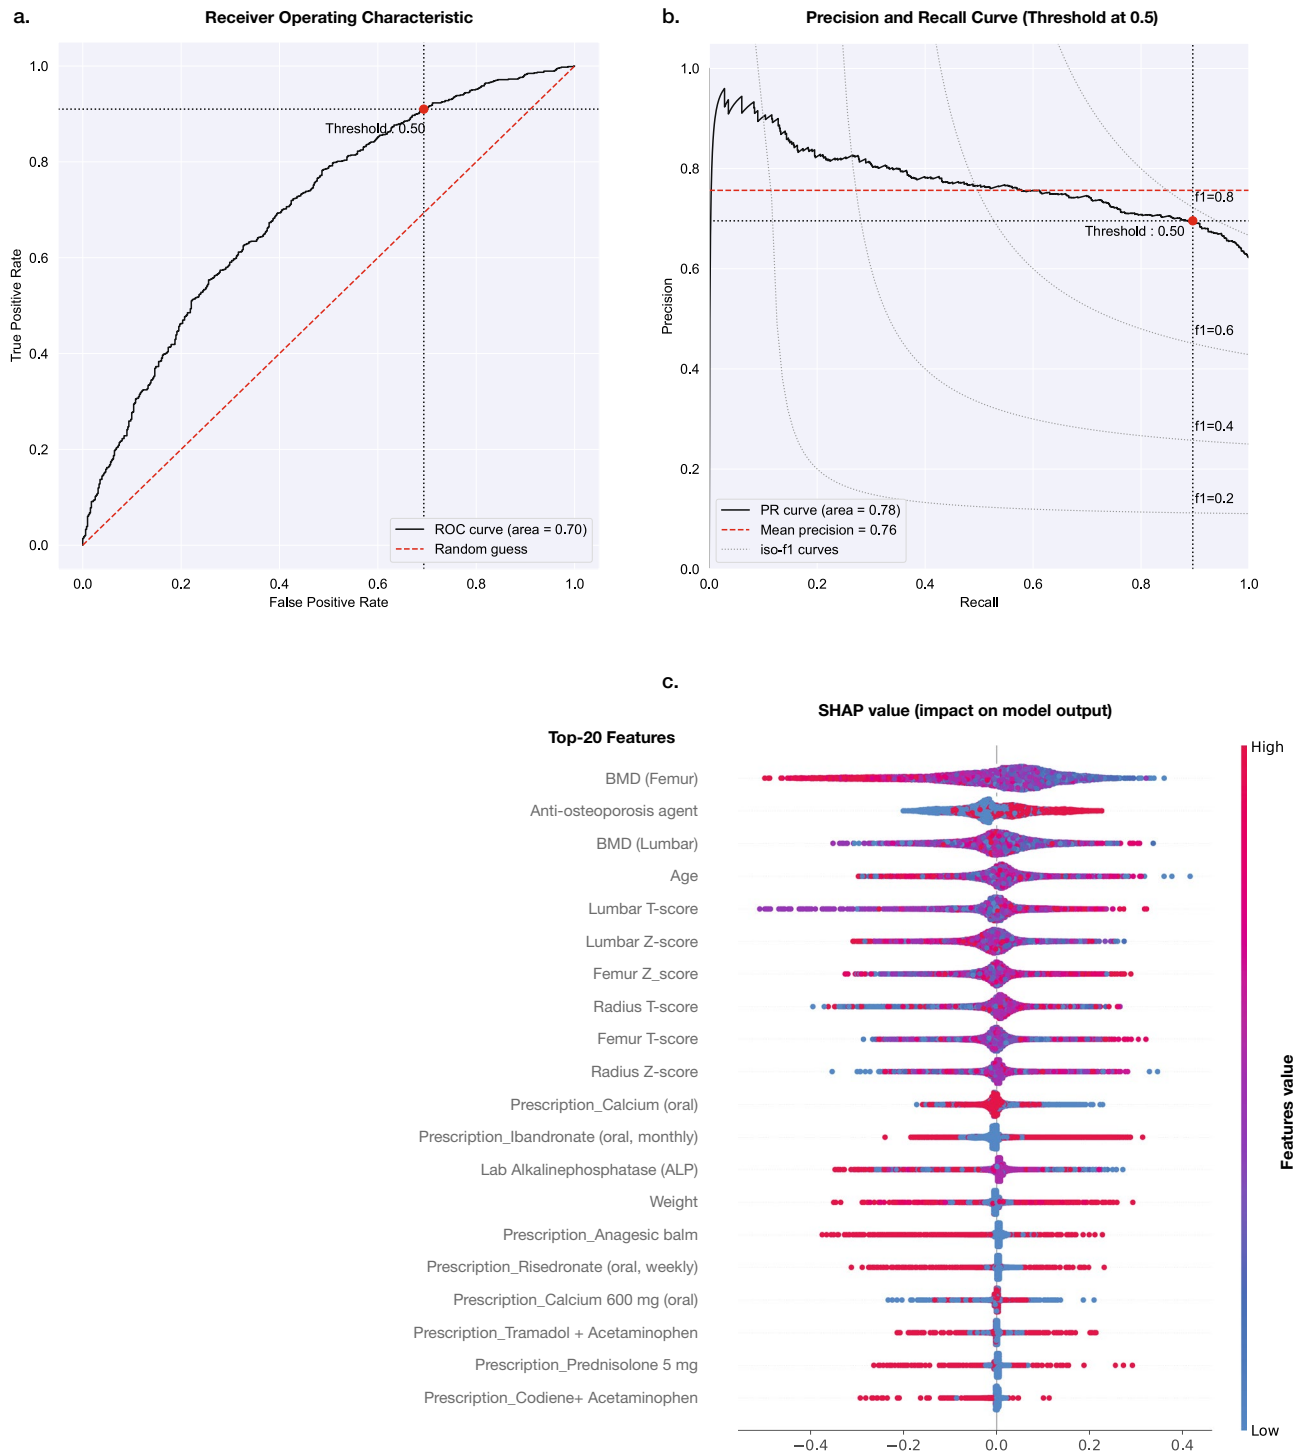 a.
Receiver Operating Characteristic
1.0
0.8
0.6
0.4
0.2
0.0
True Positive Rate
Threshold : 0.50
ROC curve (area = 0.70)
Random guess
0.0 0.2 0.4 0.6 0.8 1.0
False Positive Rate
b.
Precision and Recall Curve (Threshold at 0.5)
1.0
0.8
0.6
0.4
0.2
0.0
Precision
f1=0.8
Threshold : 0.50
f1=0.6
f1=0.4
f1=0.2
PR curve (area = 0.78)
Mean precision = 0.76
iso-f1 curves
0.0 0.2 0.4 0.6 0.8 1.0
Recall
c.
SHAP value (impact on model output)
Top-20 Features
BMD (Femur)
Anti-osteoporosis agent
BMD (Lumbar)
Age
Lumbar T-score
Lumbar Z-score
Femur Z_score
Radius T-score
Femur T-score
Radius Z-score
Prescription_Calcium (oral)
Prescription_Ibandronate (oral, monthly)
Lab Alkalinephosphatase (ALP)
Weight
Prescription_Anagesic balm
Prescription_Risedronate (oral, weekly)
Prescription_Calcium 600 mg (oral)
Prescription_Tramadol + Acetaminophen
Prescription_Prednisolone 5 mg
Prescription_Codiene+ Acetaminophen
−0.4 −0.2 0.0 0.2 0.4
High
Features value
Low